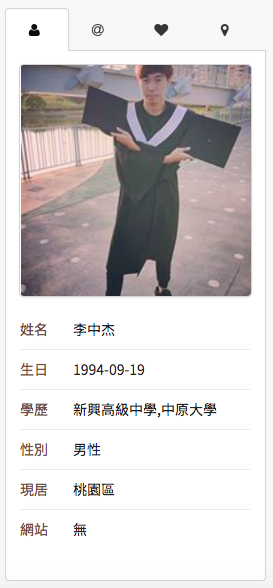 @
姓名 李中杰
生日 1994-09-19
學歷 新興高級中學,中原大學
性別 男性
現居 桃園區
網站 無